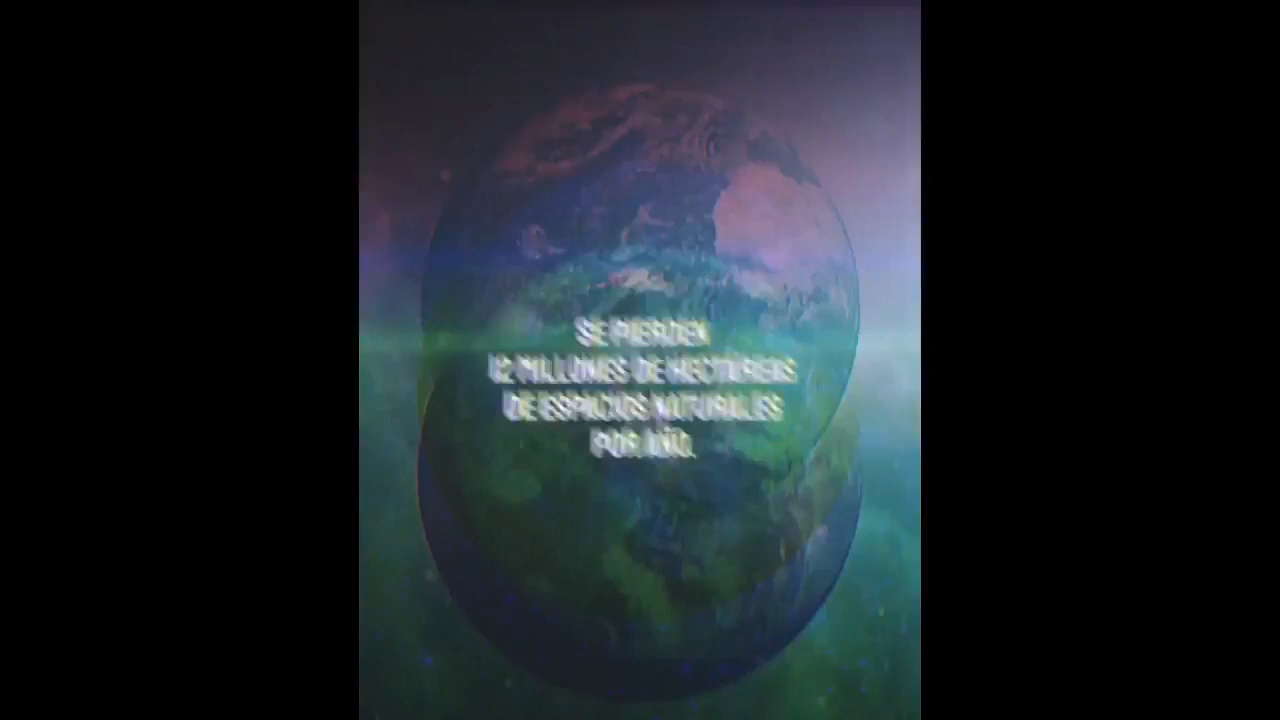 SE PIERDEN
12 MILLONES DE HECTÁREAS
DE ESPACIOS NATURALES
POR AÑO.